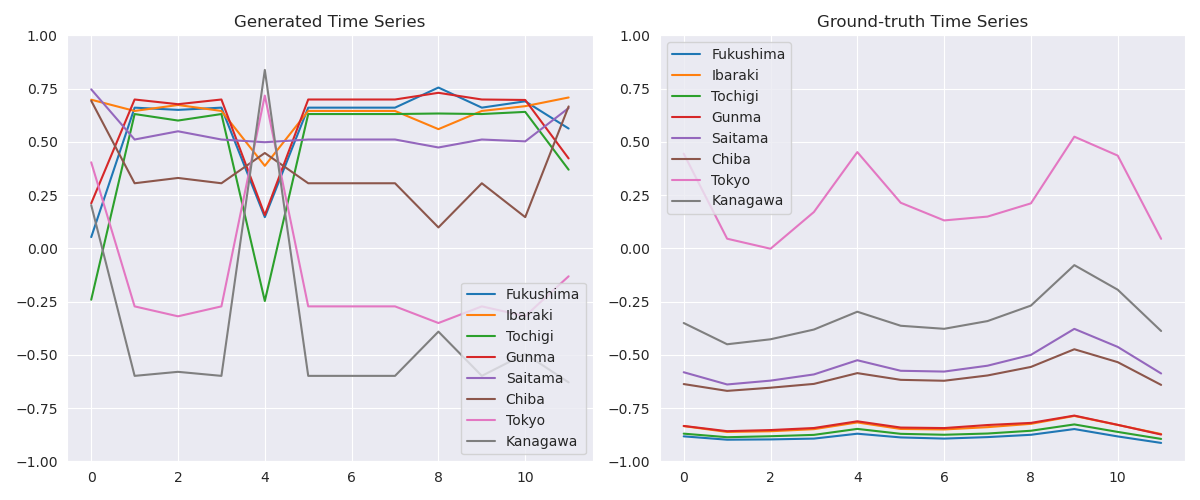 Generated Time Series
1.00
0.75
0.50
0.25
0.00
−0.25
−0.50
−0.75
−1.00
0 2 4 6 8 10
Fukushima
Ibaraki
Tochigi
Gunma
Saitama
Chiba
Tokyo
Kanagawa
Ground-truth Time Series
1.00
0.75
0.50
0.25
0.00
−0.25
−0.50
−0.75
−1.00
0 2 4 6 8 10
Fukushima
Ibaraki
Tochigi
Gunma
Saitama
Chiba
Tokyo
Kanagawa